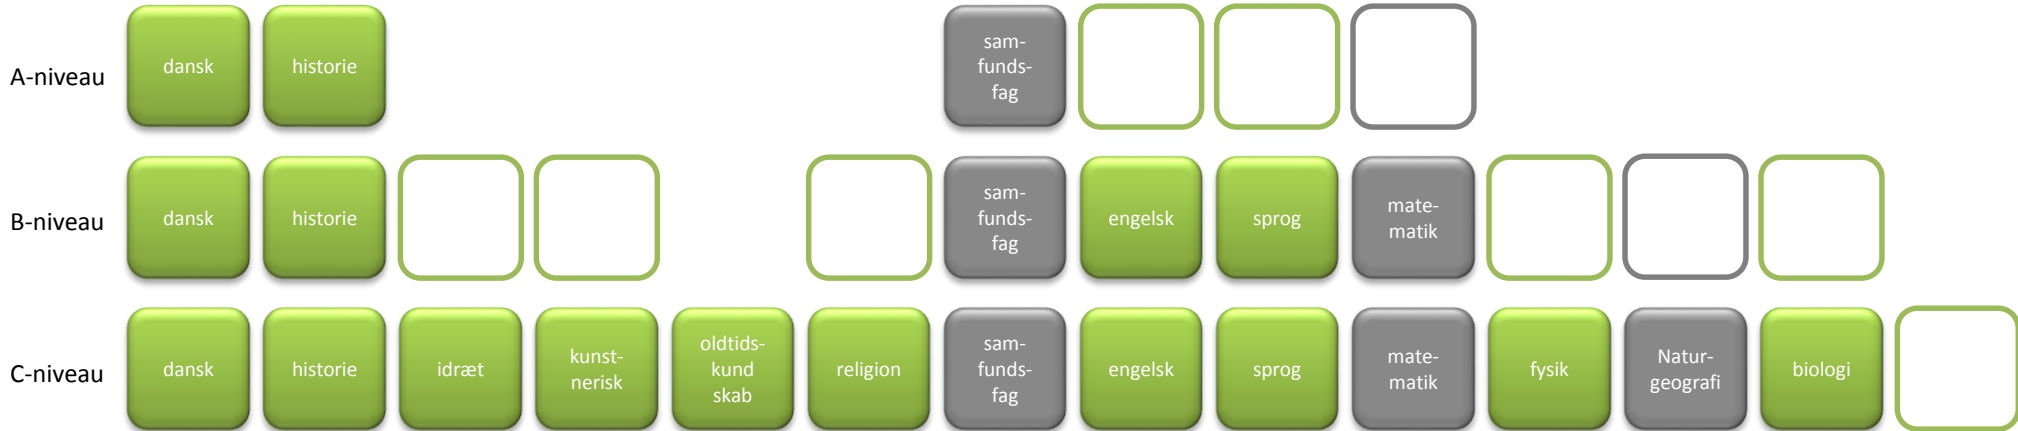 A-niveau
dansk
historie
sam-
funds-
fag
B-niveau
dansk
historie
sam-
funds-
fag
engelsk
sprog
mate-
matik
C-niveau
dansk
historie
idræt
kunst-
nerisk
oldtids-
kund
skab
religion
sam-
funds-
fag
engelsk
sprog
mate-
matik
fysik
Natur-
geografi
biologi